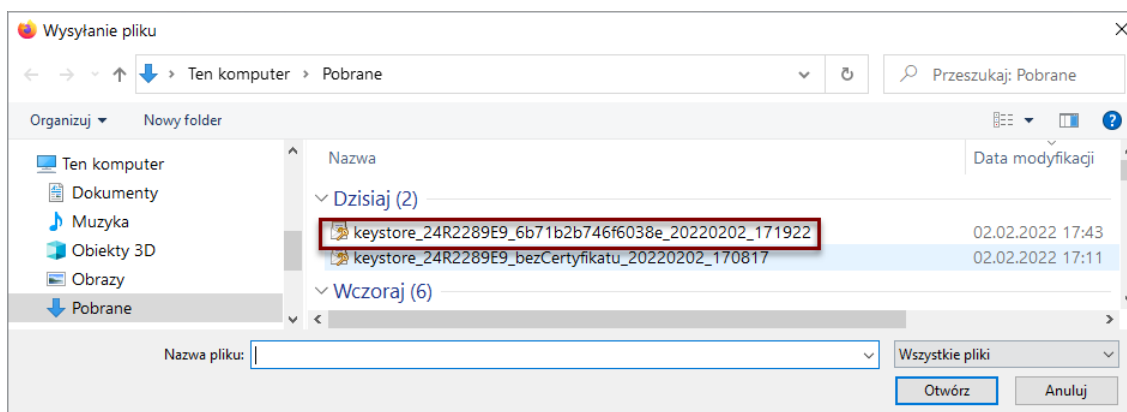 Wysyłanie pliku
Ten komputer > Pobrane
Przeszukaj: Pobrane
Organizuj
Nowy folder
Ten komputer
Dokumenty
Muzyka
Obiekty 3D
Obrazy
Pobrane
Nazwa
Data modyfikacji
Dzisiaj (2)
keystore_24R2289E9_6b71b2b746f6038e_20220202_171922
02.02.2022 17:43
keystore_24R2289E9_bezCertyfikatu_20220202_170817
02.02.2022 17:11
Wczoraj (6)
Nazwa pliku:
Wszystkie pliki
Otwórz
Anuluj